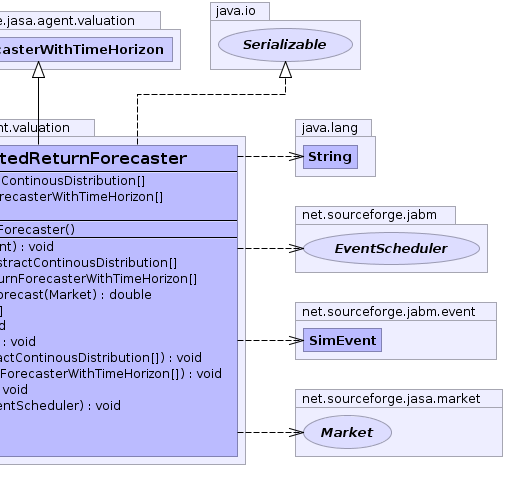 e.jasa.agent.valuation
casterWithTimeHorizon
java.io
Serializable
nt.valuation
tedReturnForecaster
ContinousDistribution[]
recasterWithTimeHorizon[]
Forecaster()
nt) : void
stractContinousDistribution[]
urnForecasterWithTimeHorizon[]
orecast(Market) : double
[]
d
: void
actContinousDistribution[]) : void
ForecasterWithTimeHorizon[]) : void
void
entScheduler) : void
java.lang
String
net.sourceforge.jabm
EventScheduler
net.sourceforge.jabm.event
SimEvent
net.sourceforge.jasa.market
Market